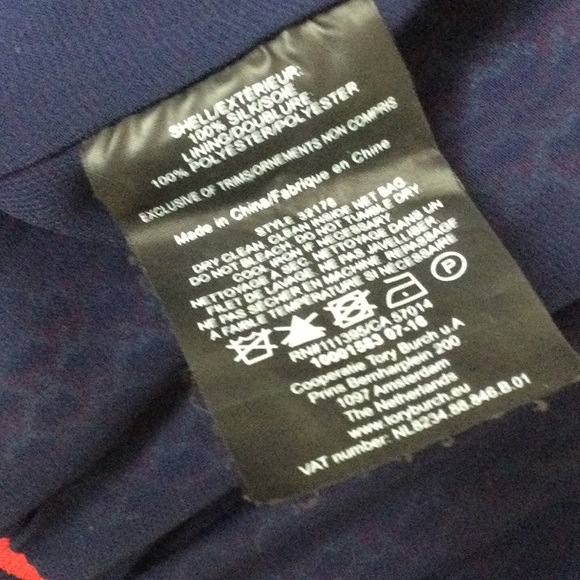 SHELL/EXTÉRIEUR:
100% SILK/SOIE
LINING/DOUBLURE:
100% POLYESTER/POLYESTER
EXCLUSIVE OF TRIMS/ORNEMENTS NON COMPRIS
Made in China/Fabrique en Chine
STYLE 32176
DRY CLEAN. CLEAN INSIDE NET BAG
DO NOT BLEACH. DO NOT TUMBLE DRY
COOL IRON IF NECESSARY
NETTOYAGE A SEC. NETTOYAGE DANS UN
FILET DE LAVAGE. NE PAS JAVELLISER
NE PAS SÉCHER EN MACHINE. REPASSAGE
A FAIBLE TEMPÉRATURE SI NÉCESSAIRE
P
RN#111395/CA 57014
10001583 07-16
Cooperatie Tory Burch u.A
Prins Bernhardplein 200
1097 Amsterdam
The Netherlands
www.toryburch.eu
VAT number: NL8234.88.846.B.01